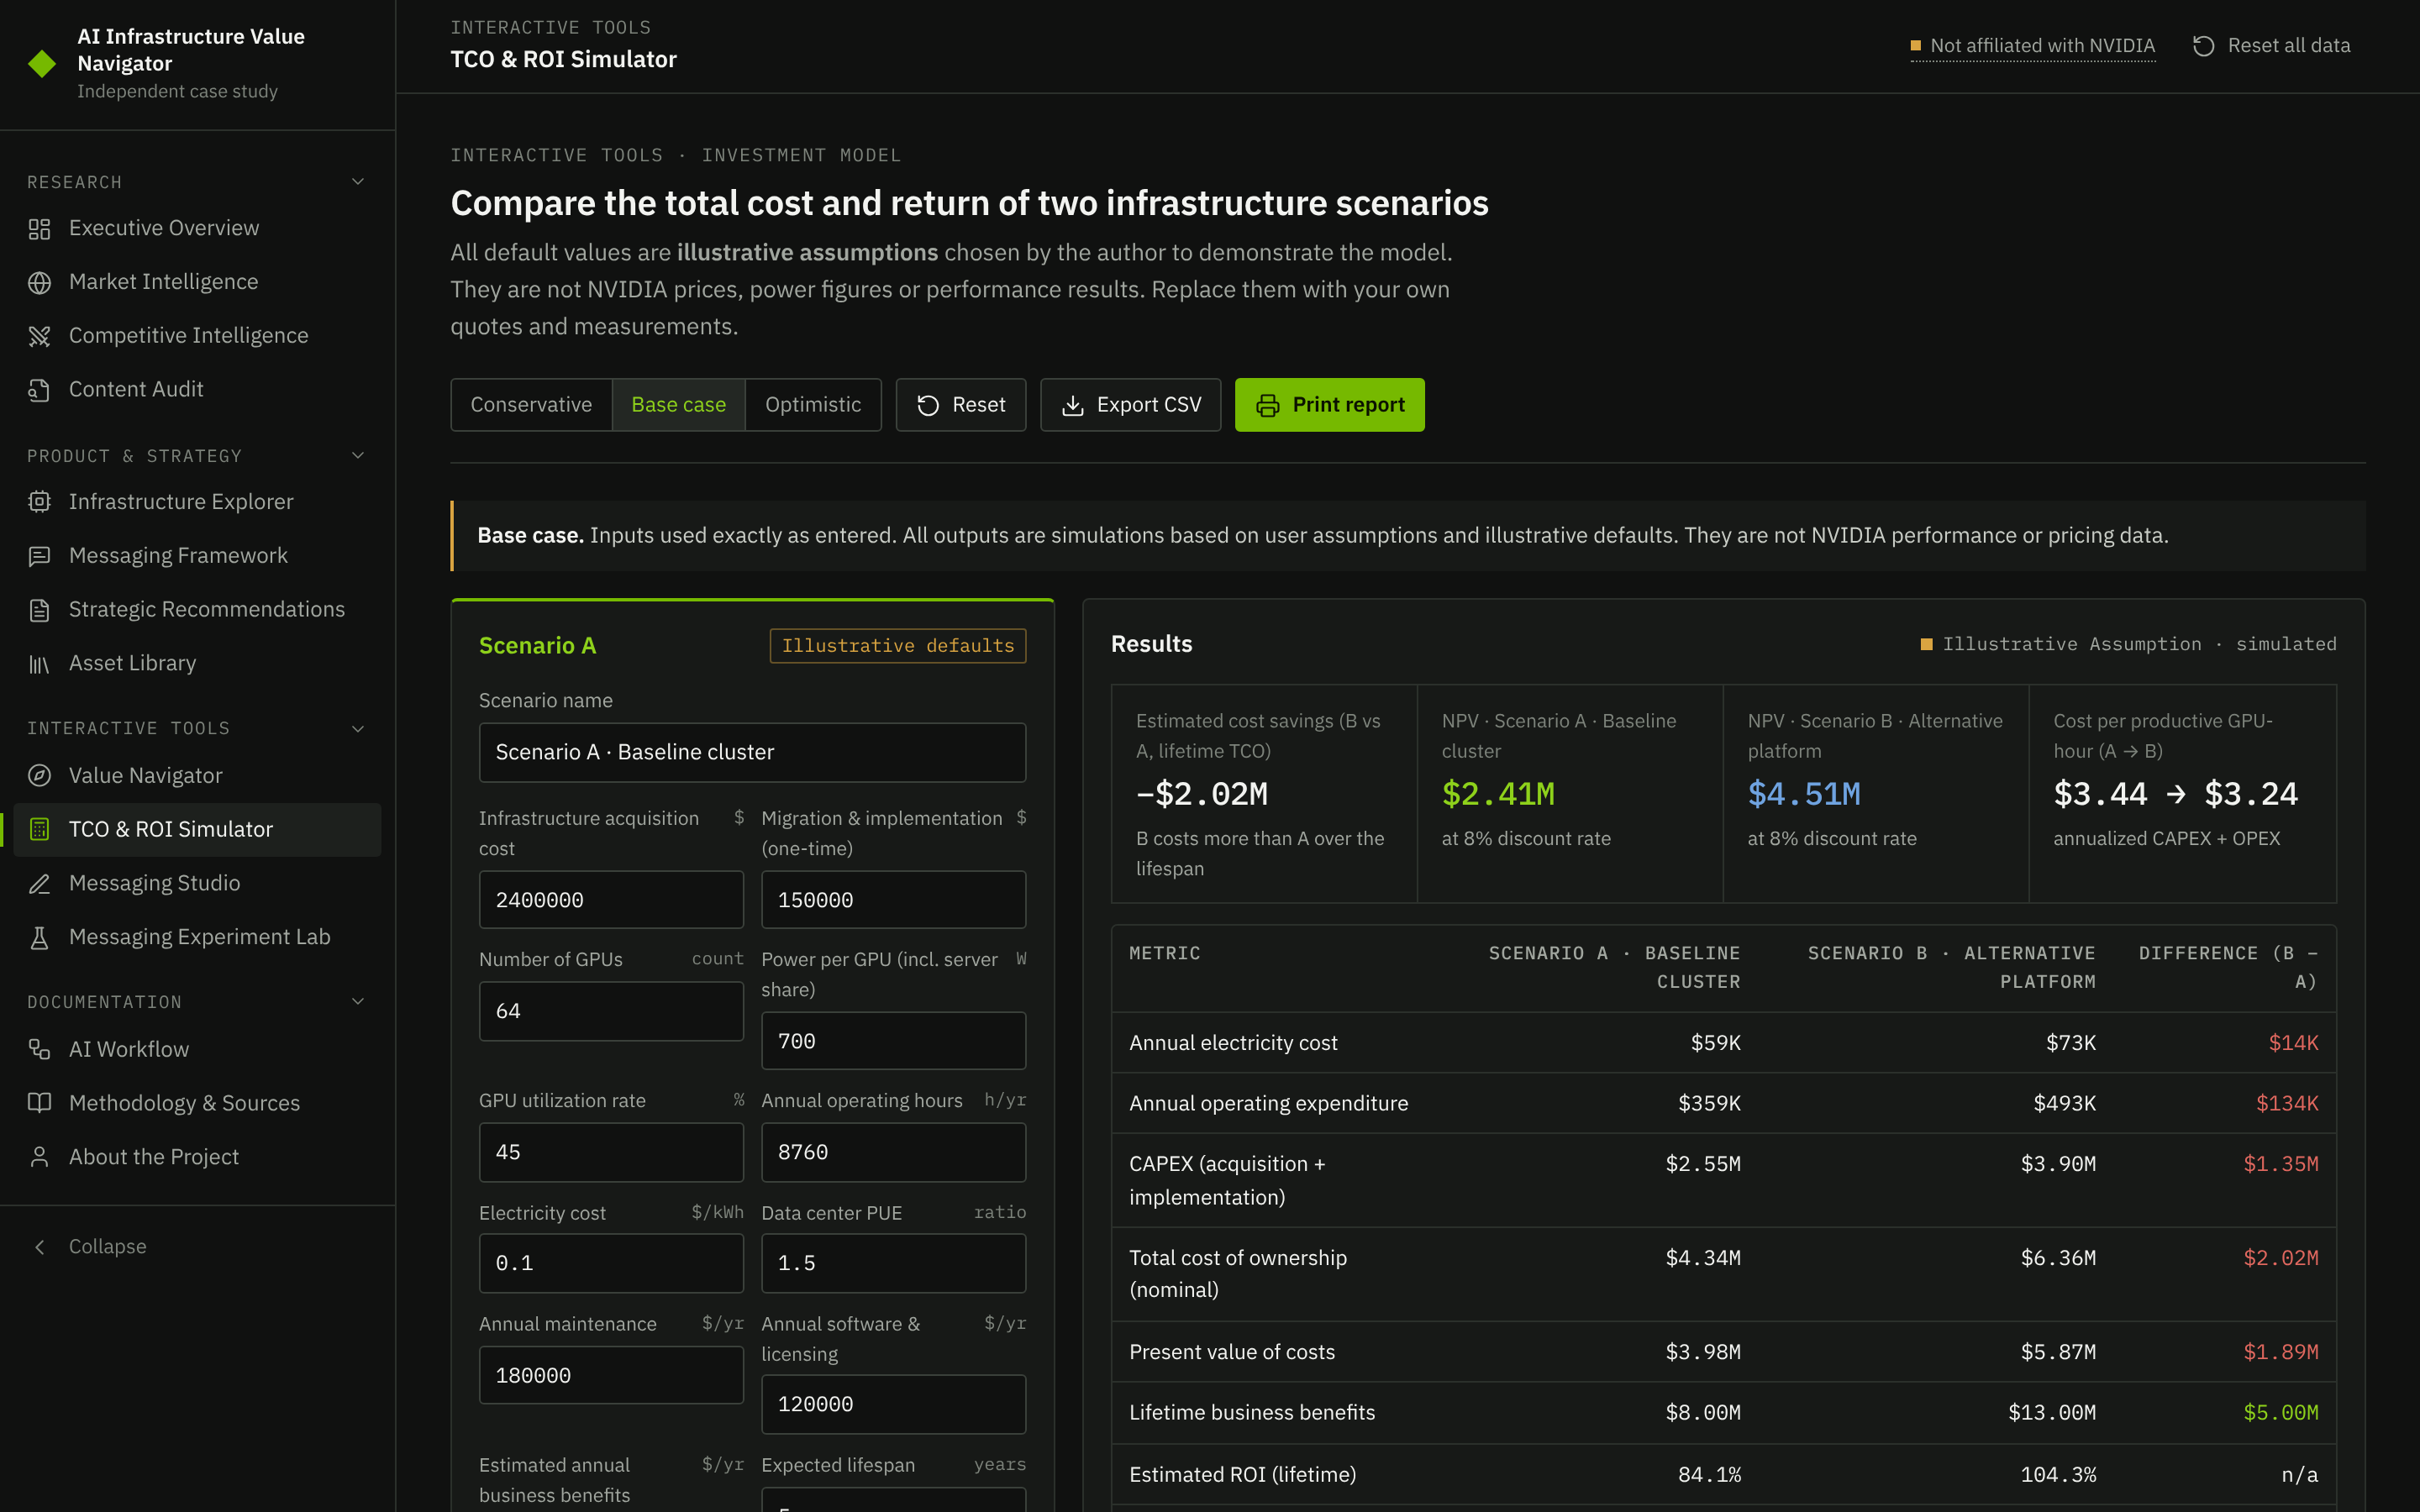 AI Infrastructure Value
Navigator
Independent case study
RESEARCH
Executive Overview
Market Intelligence
Competitive Intelligence
Content Audit
PRODUCT & STRATEGY
Infrastructure Explorer
Messaging Framework
Strategic Recommendations
Asset Library
INTERACTIVE TOOLS
Value Navigator
TCO & ROI Simulator
Messaging Studio
Messaging Experiment Lab
DOCUMENTATION
AI Workflow
Methodology & Sources
About the Project
Collapse
INTERACTIVE TOOLS
TCO & ROI Simulator
Not affiliated with NVIDIA
Reset all data
INTERACTIVE TOOLS · INVESTMENT MODEL
Compare the total cost and return of two infrastructure scenarios
All default values are illustrative assumptions chosen by the author to demonstrate the model.
They are not NVIDIA prices, power figures or performance results. Replace them with your own
quotes and measurements.
Conservative Base case Optimistic Reset Export CSV Print report
Base case. Inputs used exactly as entered. All outputs are simulations based on user assumptions and illustrative defaults. They are not NVIDIA performance or pricing data.
Scenario A Illustrative defaults
Scenario name
Scenario A · Baseline cluster
Infrastructure acquisition cost $
2400000
Migration & implementation (one-time) $
150000
Number of GPUs count
64
Power per GPU (incl. server share) W
700
GPU utilization rate %
45
Annual operating hours h/yr
8760
Electricity cost $/kWh
0.1
Data center PUE ratio
1.5
Annual maintenance $/yr
180000
Annual software & licensing $/yr
120000
Estimated annual business benefits $/yr
Expected lifespan years
Results
Illustrative Assumption · simulated
Estimated cost savings (B vs
A, lifetime TCO)
−$2.02M
B costs more than A over the
lifespan
NPV · Scenario A · Baseline
cluster
$2.41M
at 8% discount rate
NPV · Scenario B · Alternative
platform
$4.51M
at 8% discount rate
Cost per productive GPU-
hour (A → B)
$3.44 → $3.24
annualized CAPEX + OPEX
METRIC SCENARIO A · BASELINE CLUSTER SCENARIO B · ALTERNATIVE PLATFORM DIFFERENCE (B − A)
Annual electricity cost $59K $73K $14K
Annual operating expenditure $359K $493K $134K
CAPEX (acquisition + implementation) $2.55M $3.90M $1.35M
Total cost of ownership (nominal) $4.34M $6.36M $2.02M
Present value of costs $3.98M $5.87M $1.89M
Lifetime business benefits $8.00M $13.00M $5.00M
Estimated ROI (lifetime) 84.1% 104.3% n/a